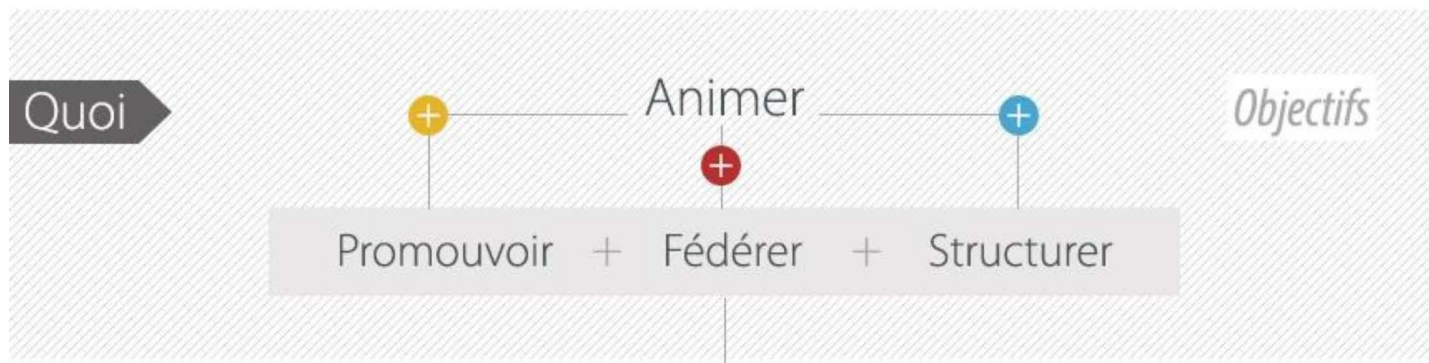 Quoi
Animer
Objectifs
Promouvoir + Fédérer + Structurer